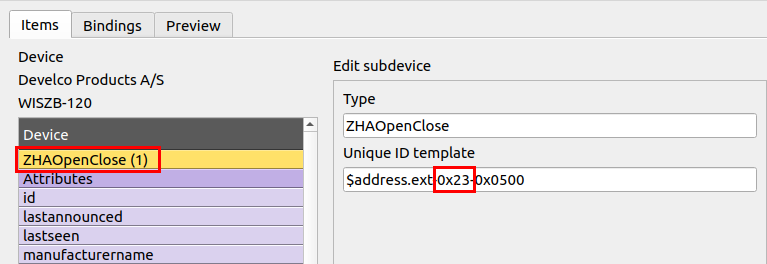 Items
Bindings
Preview
Device
Develco Products A/S
WISZB-120
Device
ZHAOpenClose (1)
Attributes
id
lastannounced
lastseen
manufacturername
Edit subdevice
Type
ZHAOpenClose
Unique ID template
$address.ext-0x23-0x0500